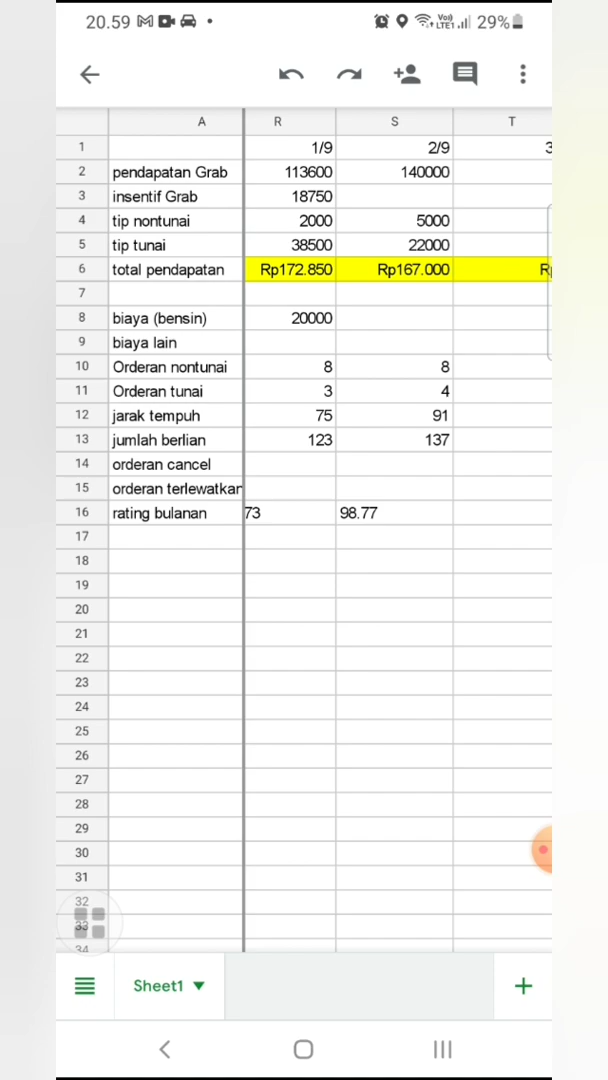 20.59 29%
A R S T
1 1/9 2/9 3
2 pendapatan Grab 113600 140000
3 insentif Grab 18750
4 tip nontunai 2000 5000
5 tip tunai 38500 22000
6 total pendapatan Rp172.850 Rp167.000 R
7
8 biaya (bensin) 20000
9 biaya lain
10 Orderan nontunai 8 8
11 Orderan tunai 3 4
12 jarak tempuh 75 91
13 jumlah berlian 123 137
14 orderan cancel
15 orderan terlewatkan
16 rating bulanan 73 98.77
17
18
19
20
21
22
23
24
25
26
27
28
29
30
31
32
33
34
Sheet1